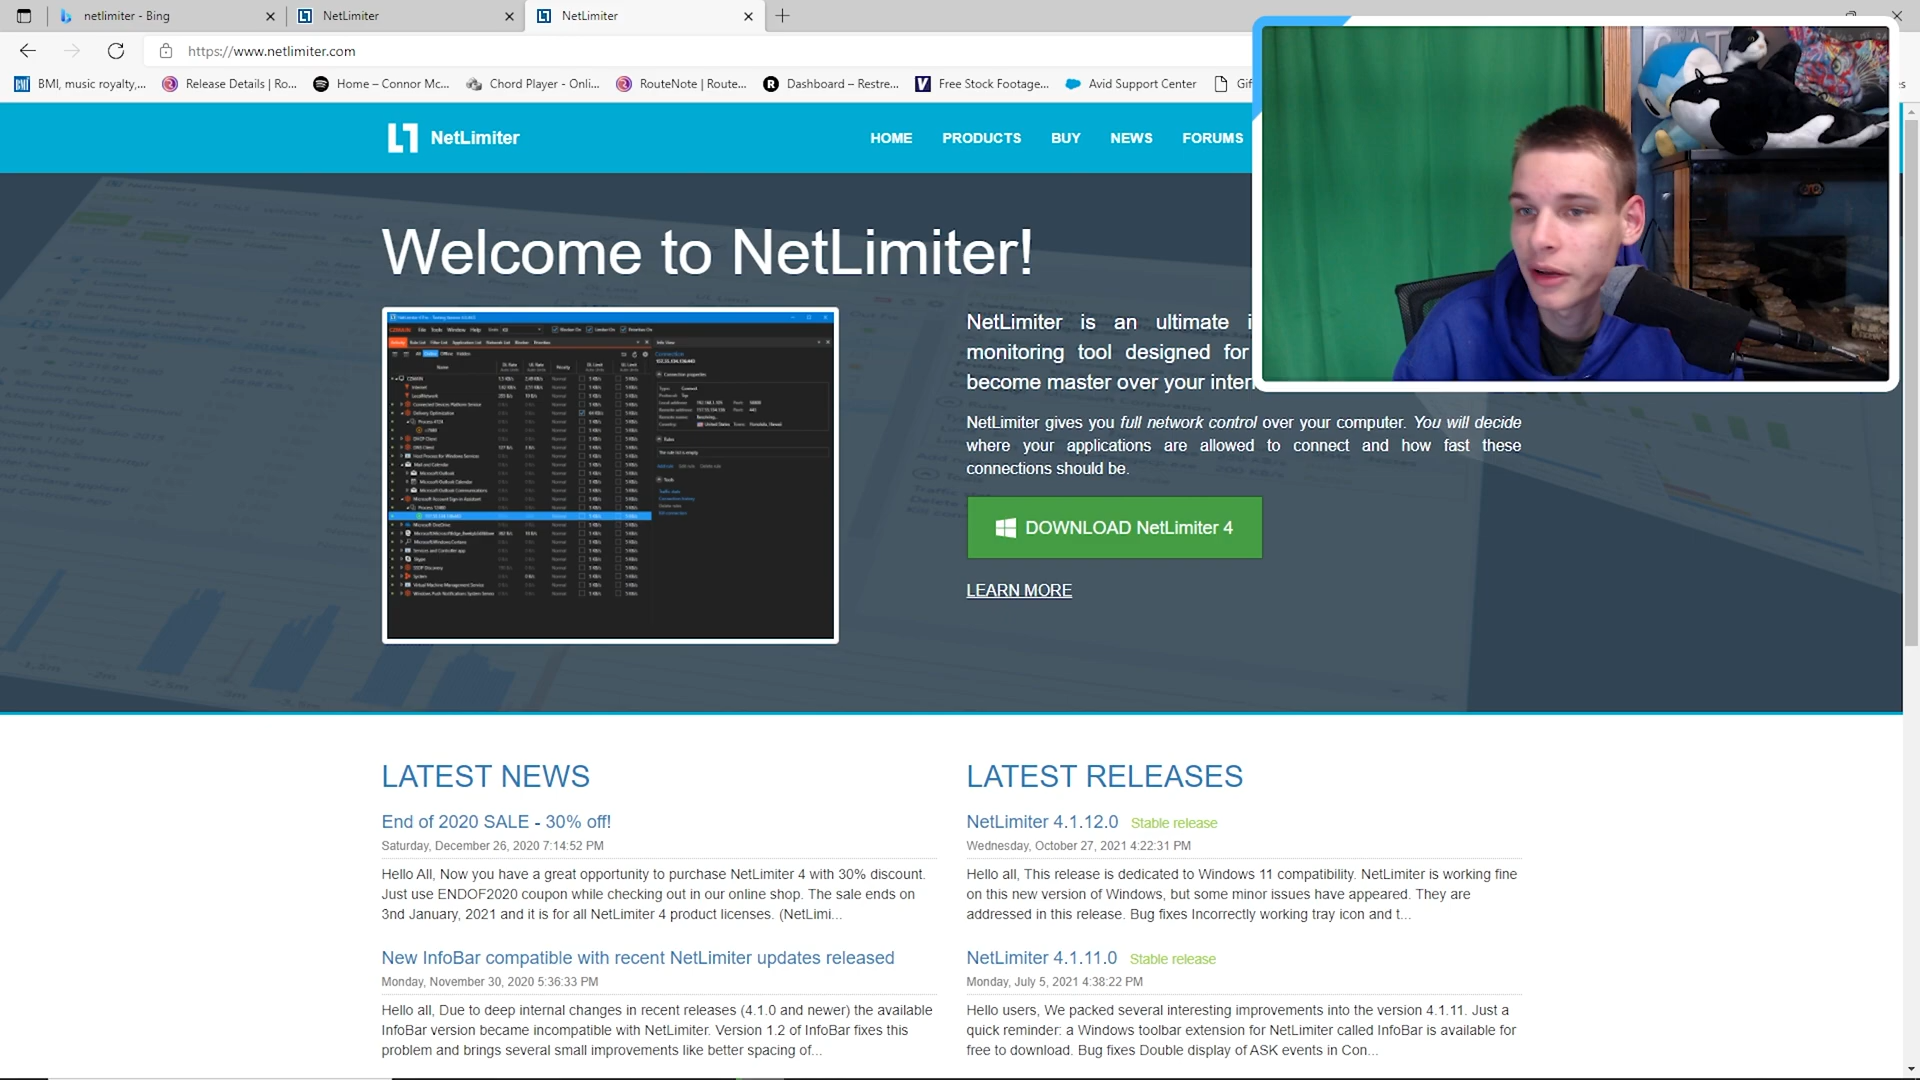 netlimiter - Bing
NetLimiter
NetLimiter
https://www.netlimiter.com
BMI, music royalty,...
Release Details | Ro...
Home – Connor Mc...
Chord Player - Onli...
RouteNote | Route...
Dashboard – Restre...
Free Stock Footage...
Avid Support Center
NetLimiter
HOME
PRODUCTS
BUY
NEWS
FORUMS
Welcome to NetLimiter!
NetLimiter is an ultimate
monitoring tool designed for
become master over your
NetLimiter gives you full network control over your computer. You will decide
where your applications are allowed to connect and how fast these
connections should be.
DOWNLOAD NetLimiter 4
LEARN MORE
LATEST NEWS
End of 2020 SALE - 30% off!
Saturday, December 26, 2020 7:14:52 PM
Hello All, Now you have a great opportunity to purchase NetLimiter 4 with 30% discount.
Just use ENDOF2020 coupon while checking out in our online shop. The sale ends on
3nd January, 2021 and it is for all NetLimiter 4 product licenses. (NetLimi...
New InfoBar compatible with recent NetLimiter updates released
Monday, November 30, 2020 5:36:33 PM
Hello all, Due to deep internal changes in recent releases (4.1.0 and newer) the available
InfoBar version became incompatible with NetLimiter. Version 1.2 of InfoBar fixes this
problem and brings several small improvements like better spacing of...
LATEST RELEASES
NetLimiter 4.1.12.0 Stable release
Wednesday, October 27, 2021 4:22:31 PM
Hello all, This release is dedicated to Windows 11 compatibility. NetLimiter is working fine
on this new version of Windows, but some minor issues have appeared. They are
addressed in this release. Bug fixes Incorrectly working tray icon and t...
NetLimiter 4.1.11.0 Stable release
Monday, July 5, 2021 4:38:22 PM
Hello users, We packed several interesting improvements into the version 4.1.11. Just a
quick reminder: a Windows toolbar extension for NetLimiter called InfoBar is available for
free to download. Bug fixes Double display of ASK events in Con...